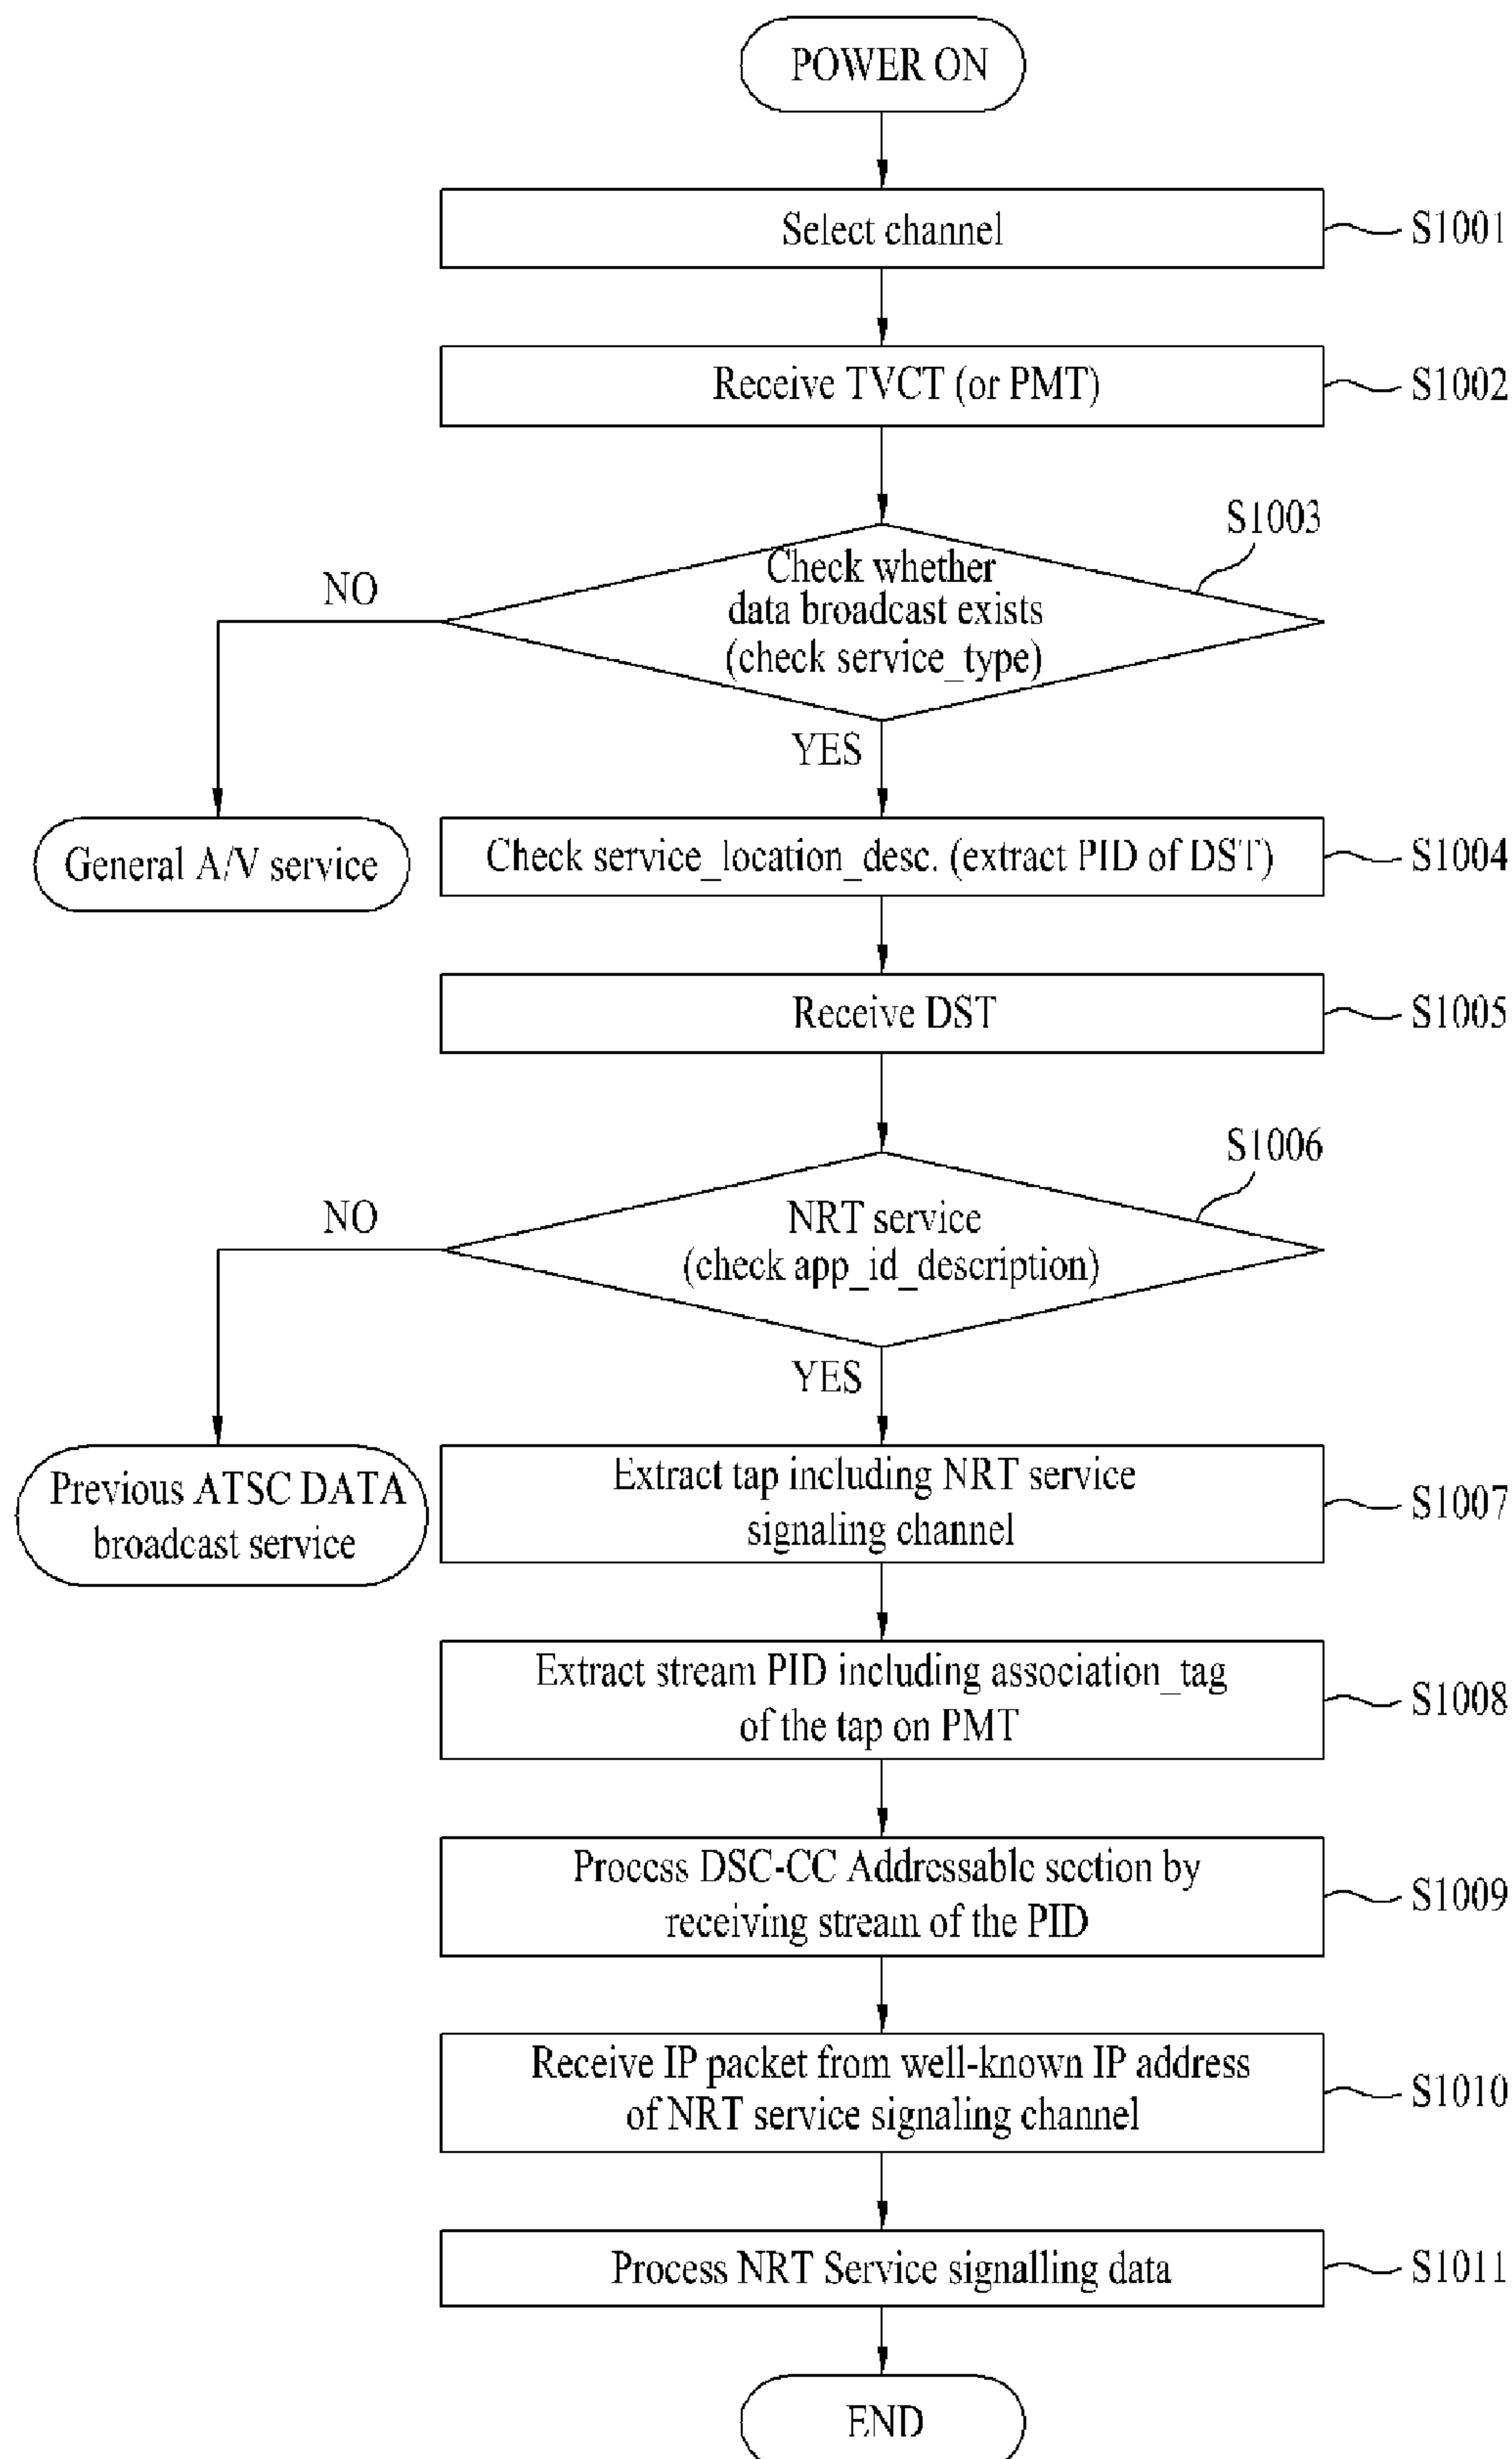 POWER ON
Select channel
S1001
Receive TVCT (or PMT)
S1002
S1003
Check whether
data broadcast exists
(check service_type)
NO
YES
General A/V service
Check service_location_desc. (extract PID of DST)
S1004
Receive DST
S1005
S1006
NRT service
(check app_id_description)
NO
YES
Previous ATSC DATA
broadcast service
Extract tap including NRT service
signaling channel
S1007
Extract stream PID including association_tag
of the tap on PMT
S1008
Process DSC-CC Addressable section by
receiving stream of the PID
S1009
Receive IP packet from well-known IP address
of NRT service signaling channel
S1010
Process NRT Service signalling data
S1011
END